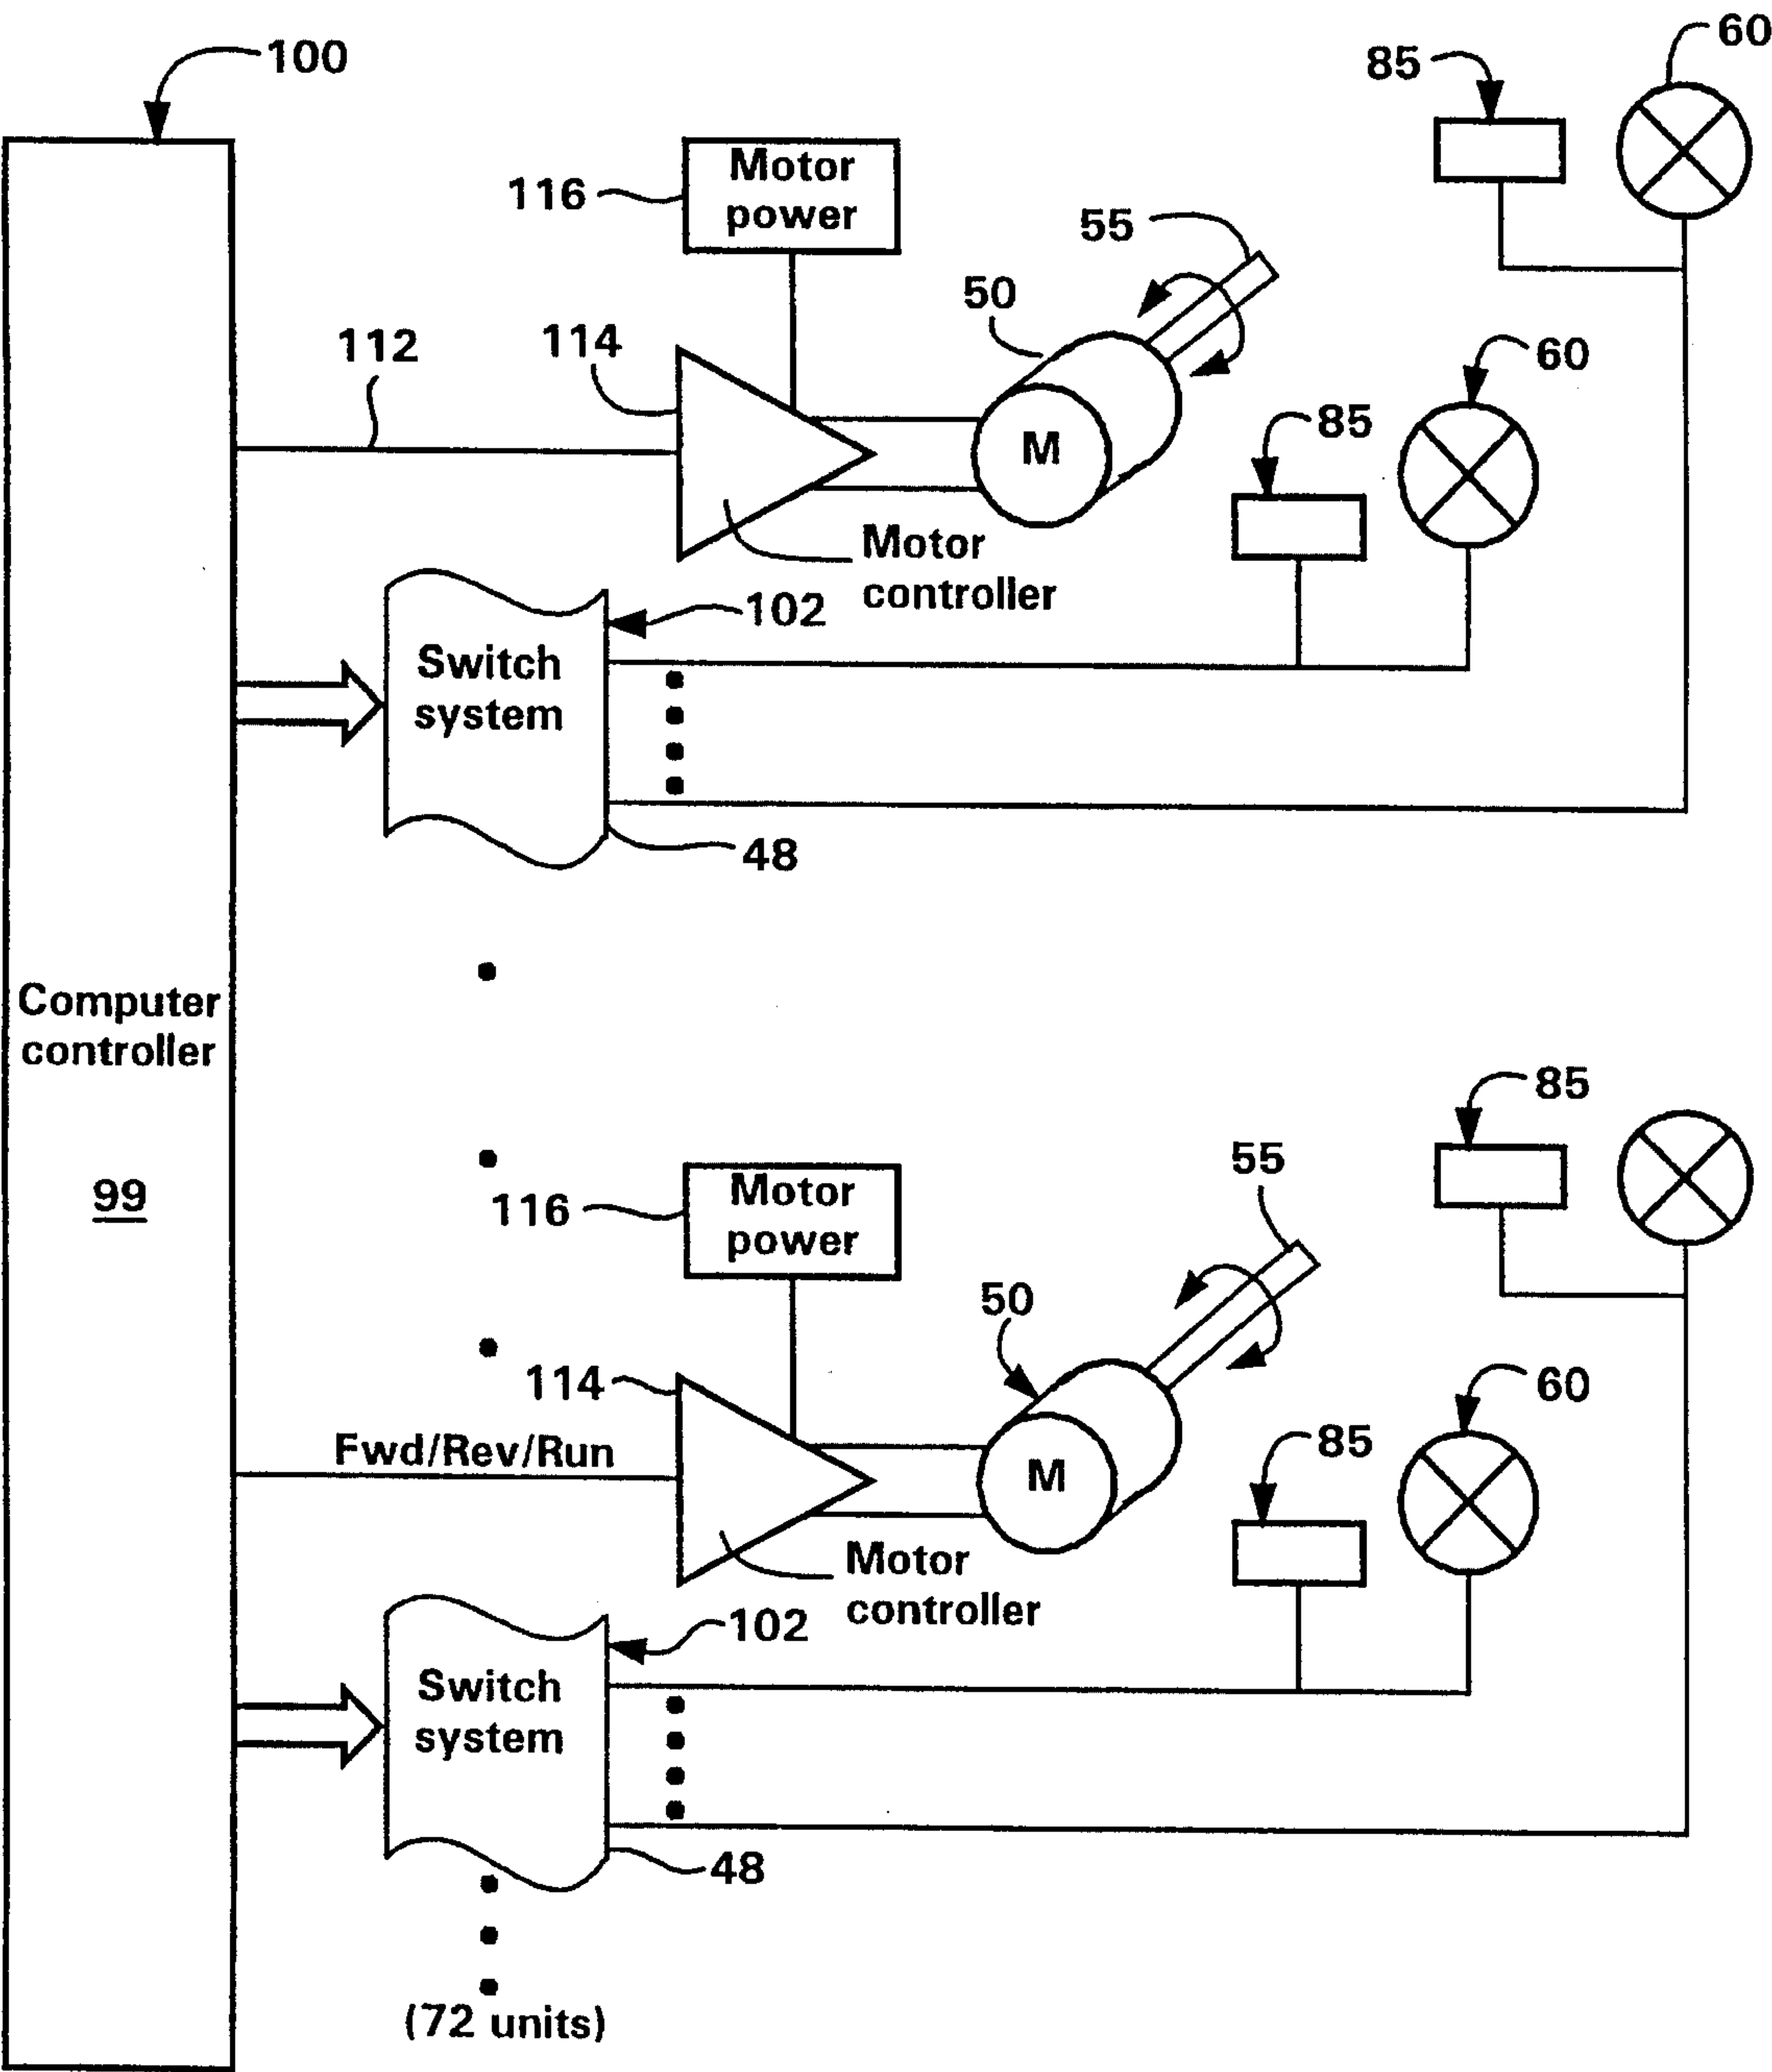 100
60
85
Motor
power
116
55
50
112
114
60
85
M
Motor
controller
102
Switch
system
48
Computer
controller
99
85
55
Motor
power
116
50
114
60
Fwd/Rev/Run
85
M
Motor
controller
102
Switch
system
48
(72 units)